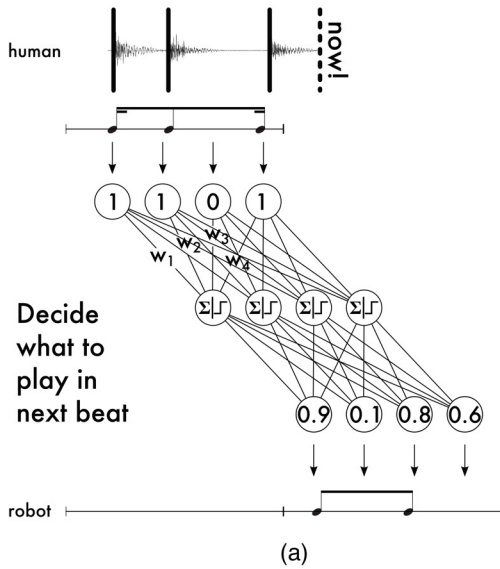 human
now!
1 1 0 1
w1 w2 w3 w4
Σ Σ Σ Σ
Decide
what to
play in
next beat
0.9 0.1 0.8 0.6
robot
(a)